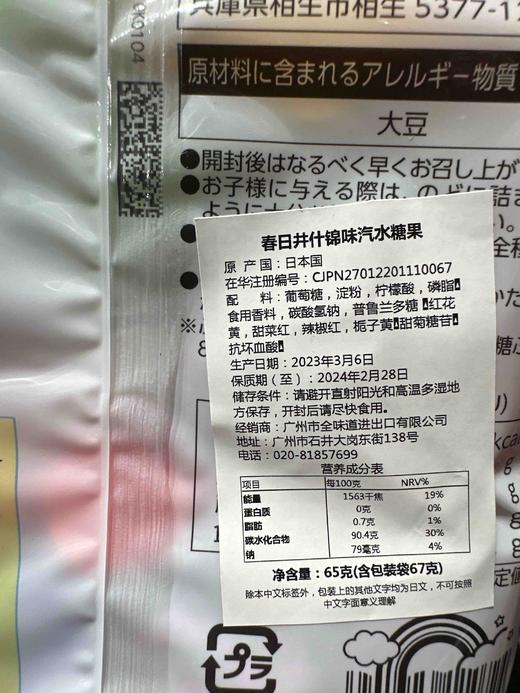 兵庫県相生市相生5377-1
0X0104
原材料に含まれるアレルギー物質
大豆
●開封後はなるべく早くお召し上が
●お子様に与える際は、のどに詰ま
春日井什锦味汽水糖果
原 产 国：日本国
在华注册编号：CJPN27012201110067
配 料：葡萄糖，淀粉，柠檬酸，磷脂，
食用香料，碳酸氢钠，普鲁兰多糖，红花
黄，甜菜红，辣椒红，栀子黄，甜菊糖苷，
抗坏血酸。
生产日期：2023年3月6日
保质期（至）：2024年2月28日
储存条件：请避开直射阳光和高温多湿地
方保存，开封后请尽快食用。
经销商：广州市全味道进出口有限公司
地址：广州市石井大岗东街138号
电话：020-81857699
营养成分表
项目 每100克 NRV%
能量 1563千焦 19%
蛋白质 0克 0%
脂肪 0.7克 1%
碳水化合物 90.4克 30%
钠 79毫克 4%
净含量：65克(含包装袋67克)
除本中文标签外，包装上的其他文字均为日文，不可按照
中文字面意义理解
プラ